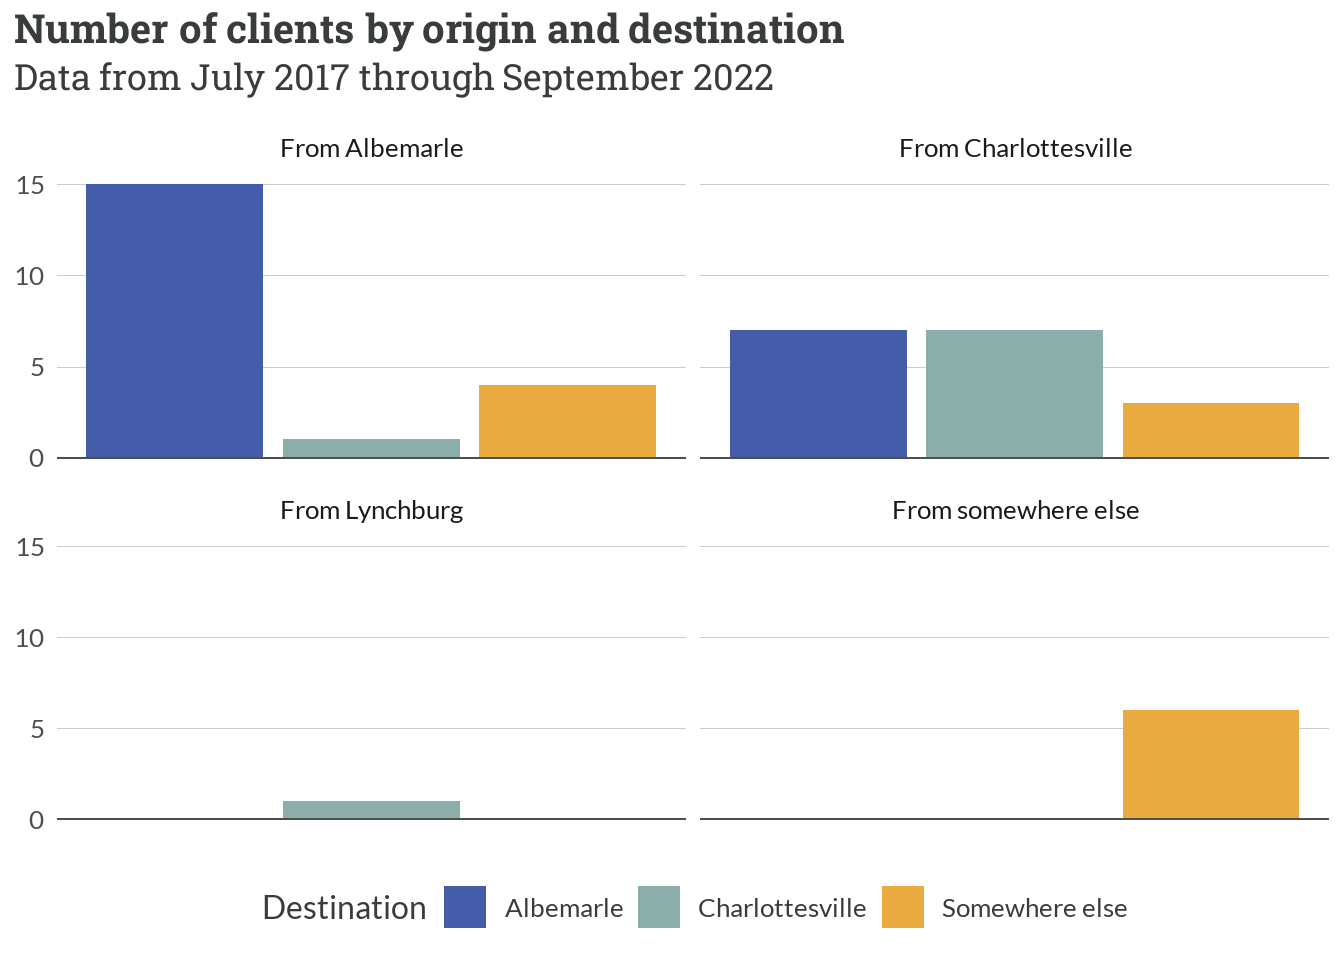 Number of clients by origin and destination
Data from July 2017 through September 2022
From Albemarle
From Charlottesville
15
10
5
0
From Lynchburg
From somewhere else
15
10
5
0
Destination
Albemarle
Charlottesville
Somewhere else